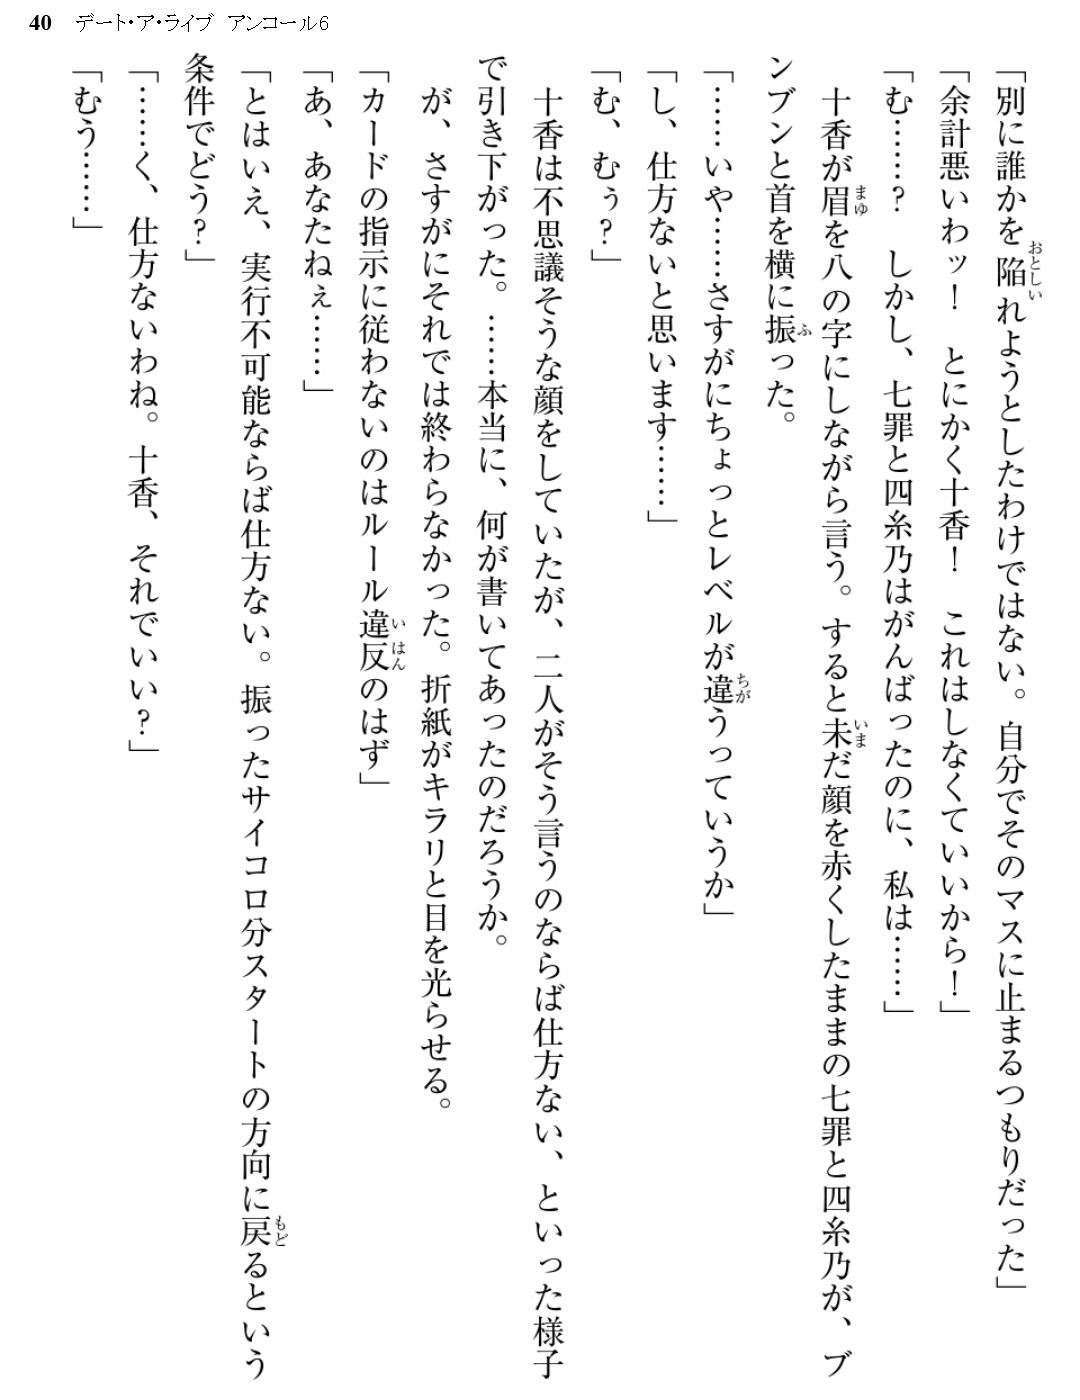 40 デート・ア・ライブ アンコール6
「別に誰かを陥れようとしたわけではない。自分でそのマスに止まるつもりだった」
「余計悪いわッ！　とにかく十香！　これはしなくていいから！」
「む……？　しかし、七罪と四糸乃はがんばったのに、私は……」
　十香が眉を八の字にしながら言う。すると未だ顔を赤くしたままの七罪と四糸乃が、ブ
ンブンと首を横に振った。
「……いや……さすがにちょっとレベルが違うっていうか」
「し、仕方ないと思います……」
「む、むぅ？」
　十香は不思議そうな顔をしていたが、二人がそう言うのならば仕方ない、といった様子
で引き下がった。……本当に、何が書いてあったのだろうか。
　が、さすがにそれでは終わらなかった。折紙がキラリと目を光らせる。
「カードの指示に従わないのはルール違反のはず」
「あ、あなたねぇ……」
「とはいえ、実行不可能ならば仕方ない。振ったサイコロ分スタートの方向に戻るという
条件でどう？」
「……く、仕方ないわね。十香、それでいい？」
「むう……」